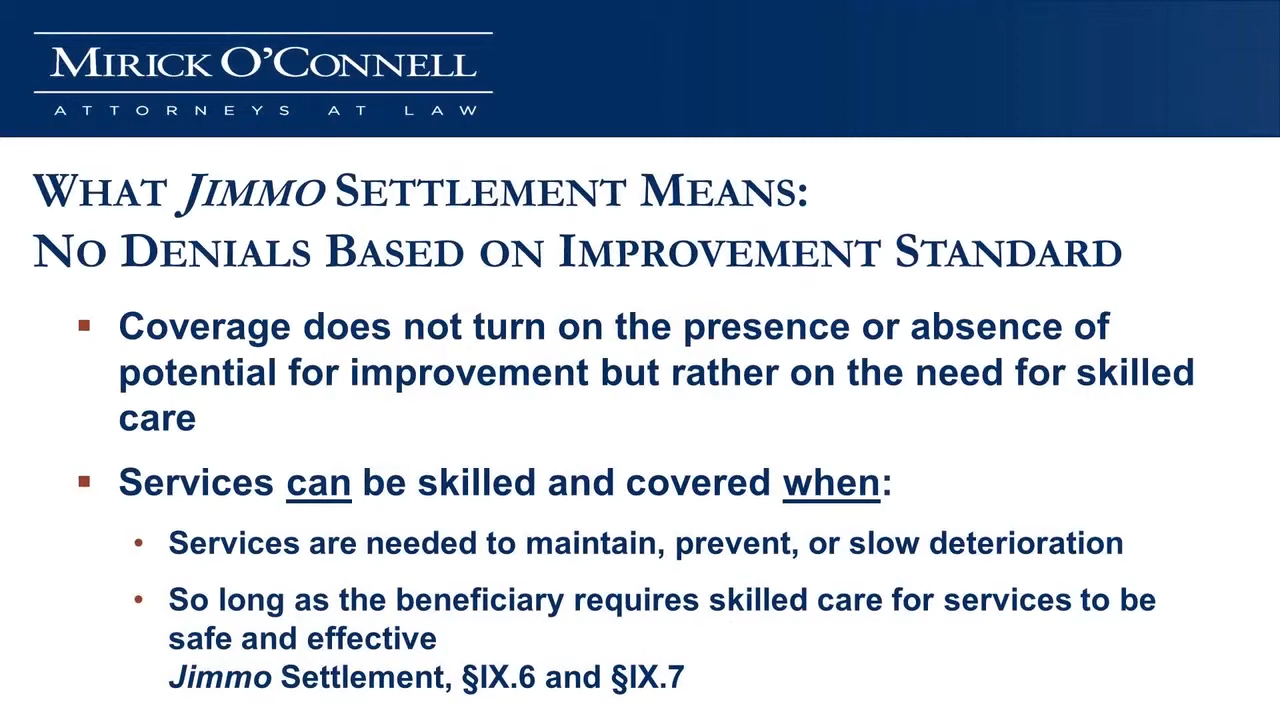 MIRICK O'CONNELL
ATTORNEYS AT LAW
WHAT JIMMO SETTLEMENT MEANS:
NO DENIALS BASED ON IMPROVEMENT STANDARD
▪ Coverage does not turn on the presence or absence of
potential for improvement but rather on the need for skilled
care
▪ Services can be skilled and covered when:
• Services are needed to maintain, prevent, or slow deterioration
• So long as the beneficiary requires skilled care for services to be
safe and effective
Jimmo Settlement, §IX.6 and §IX.7